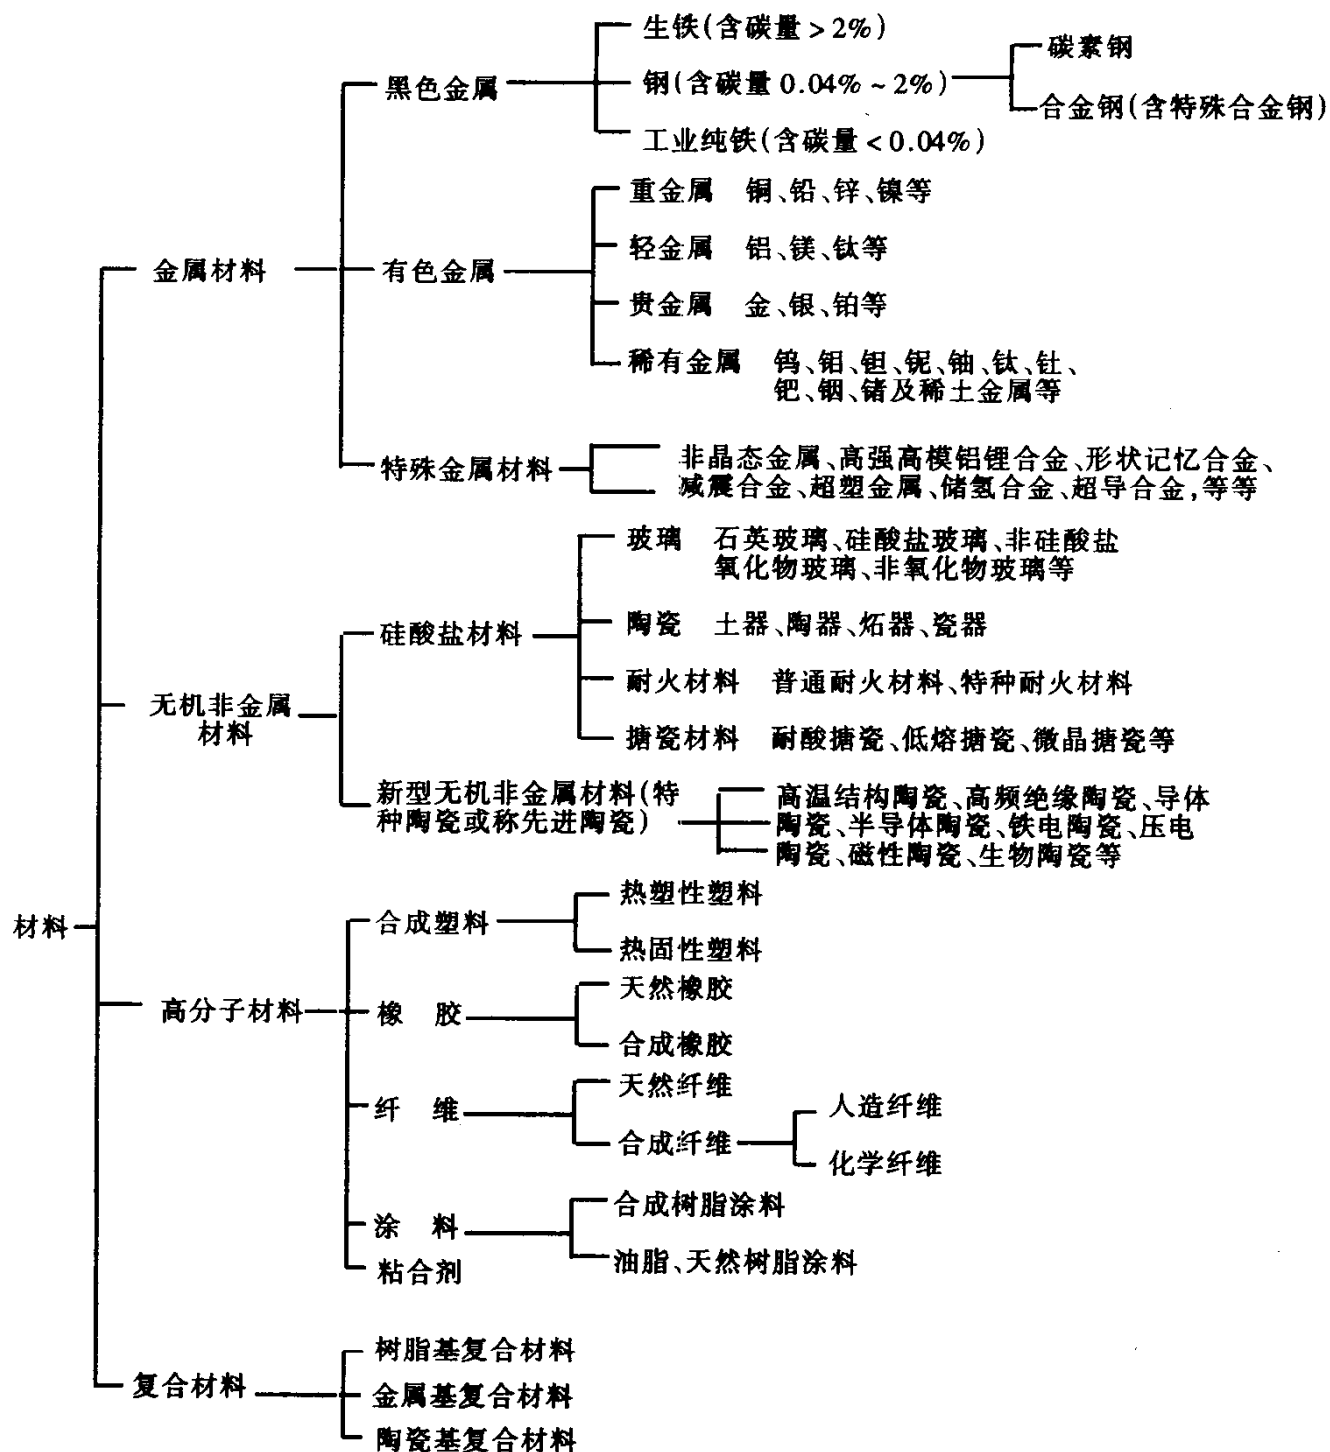 生铁(含碳量>2%)
碳素钢
黑色金属
钢(含碳量0.04%~2%)
合金钢(含特殊合金钢)
工业纯铁(含碳量<0.04%)
重金属 铜、铅、锌、镍等
轻金属 铝、镁、钛等
金属材料
有色金属
贵金属 金、银、铂等
稀有金属 钨、钼、钽、铌、铀、钛、钍、
钯、铟、锗及稀土金属等
特殊金属材料
非晶态金属、高强高模铝锂合金、形状记忆合金、
减震合金、超塑金属、储氢合金、超导合金,等等
玻璃 石英玻璃、硅酸盐玻璃、非硅酸盐
氧化物玻璃、非氧化物玻璃等
硅酸盐材料
陶瓷 土器、陶器、炻器、瓷器
耐火材料 普通耐火材料、特种耐火材料
无机非金属
材料
搪瓷材料 耐酸搪瓷、低熔搪瓷、微晶搪瓷等
新型无机非金属材料(特
种陶瓷或称先进陶瓷)
高温结构陶瓷、高频绝缘陶瓷、导体
陶瓷、半导体陶瓷、铁电陶瓷、压电
陶瓷、磁性陶瓷、生物陶瓷等
材料
合成塑料
热塑性塑料
热固性塑料
高分子材料
橡 胶
天然橡胶
合成橡胶
纤 维
天然纤维
合成纤维
人造纤维
化学纤维
涂 料
合成树脂涂料
油脂、天然树脂涂料
粘合剂
复合材料
树脂基复合材料
金属基复合材料
陶瓷基复合材料